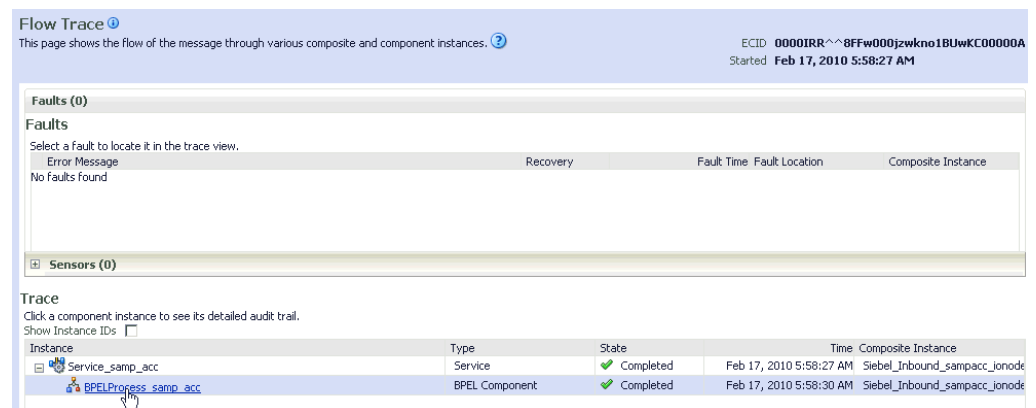 Flow Trace
This page shows the flow of the message through various composite and component instances.
ECID 0000IRR^^8FFw000jzwkno1BUwKC00000A
Started Feb 17, 2010 5:58:27 AM
Faults (0)
Faults
Select a fault to locate it in the trace view.
Error Message Recovery Fault Time Fault Location Composite Instance
No faults found
Sensors (0)
Trace
Click a component instance to see its detailed audit trail.
Show Instance IDs
Instance Type State Time Composite Instance
Service_samp_acc Service Completed Feb 17, 2010 5:58:27 AM Siebel_Inbound_sampacc_ionode
BPELProcess_samp_acc BPEL Component Completed Feb 17, 2010 5:58:30 AM Siebel_Inbound_sampacc_ionode